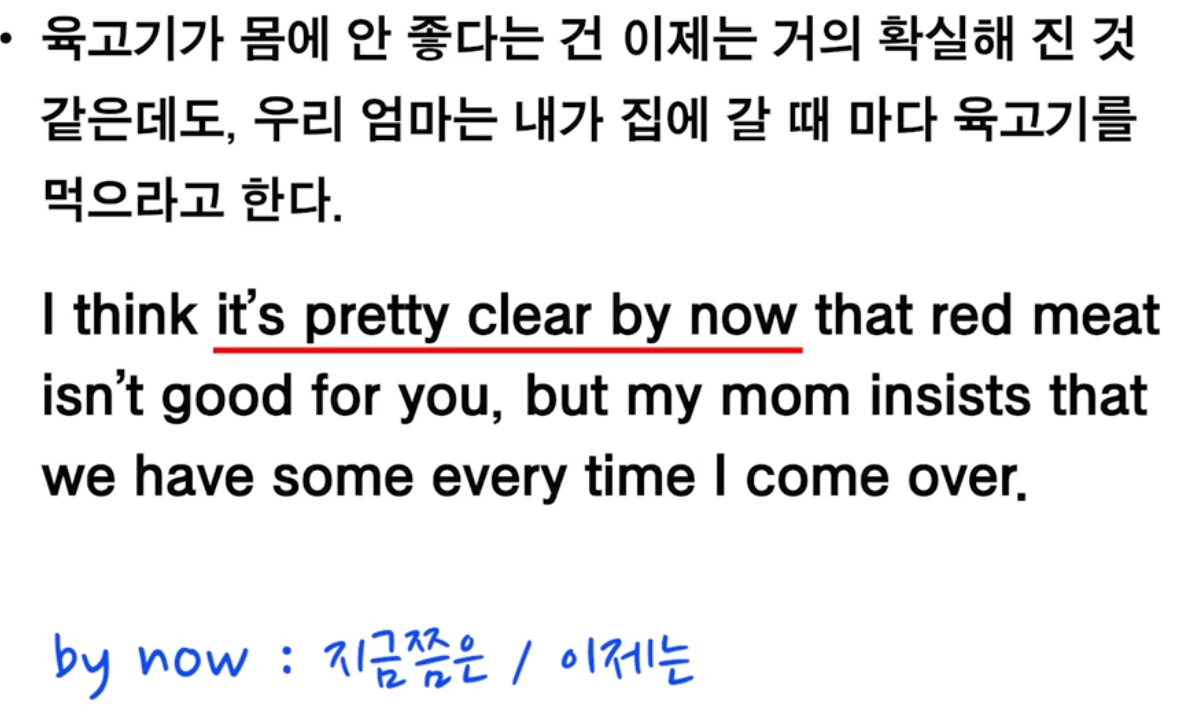 • 육고기가 몸에 안 좋다는 건 이제는 거의 확실해 진 것
같은데도, 우리 엄마는 내가 집에 갈 때 마다 육고기를
먹으라고 한다.
I think it’s pretty clear by now that red meat
isn’t good for you, but my mom insists that
we have some every time I come over.
by now : 지금쯤은 / 이제는